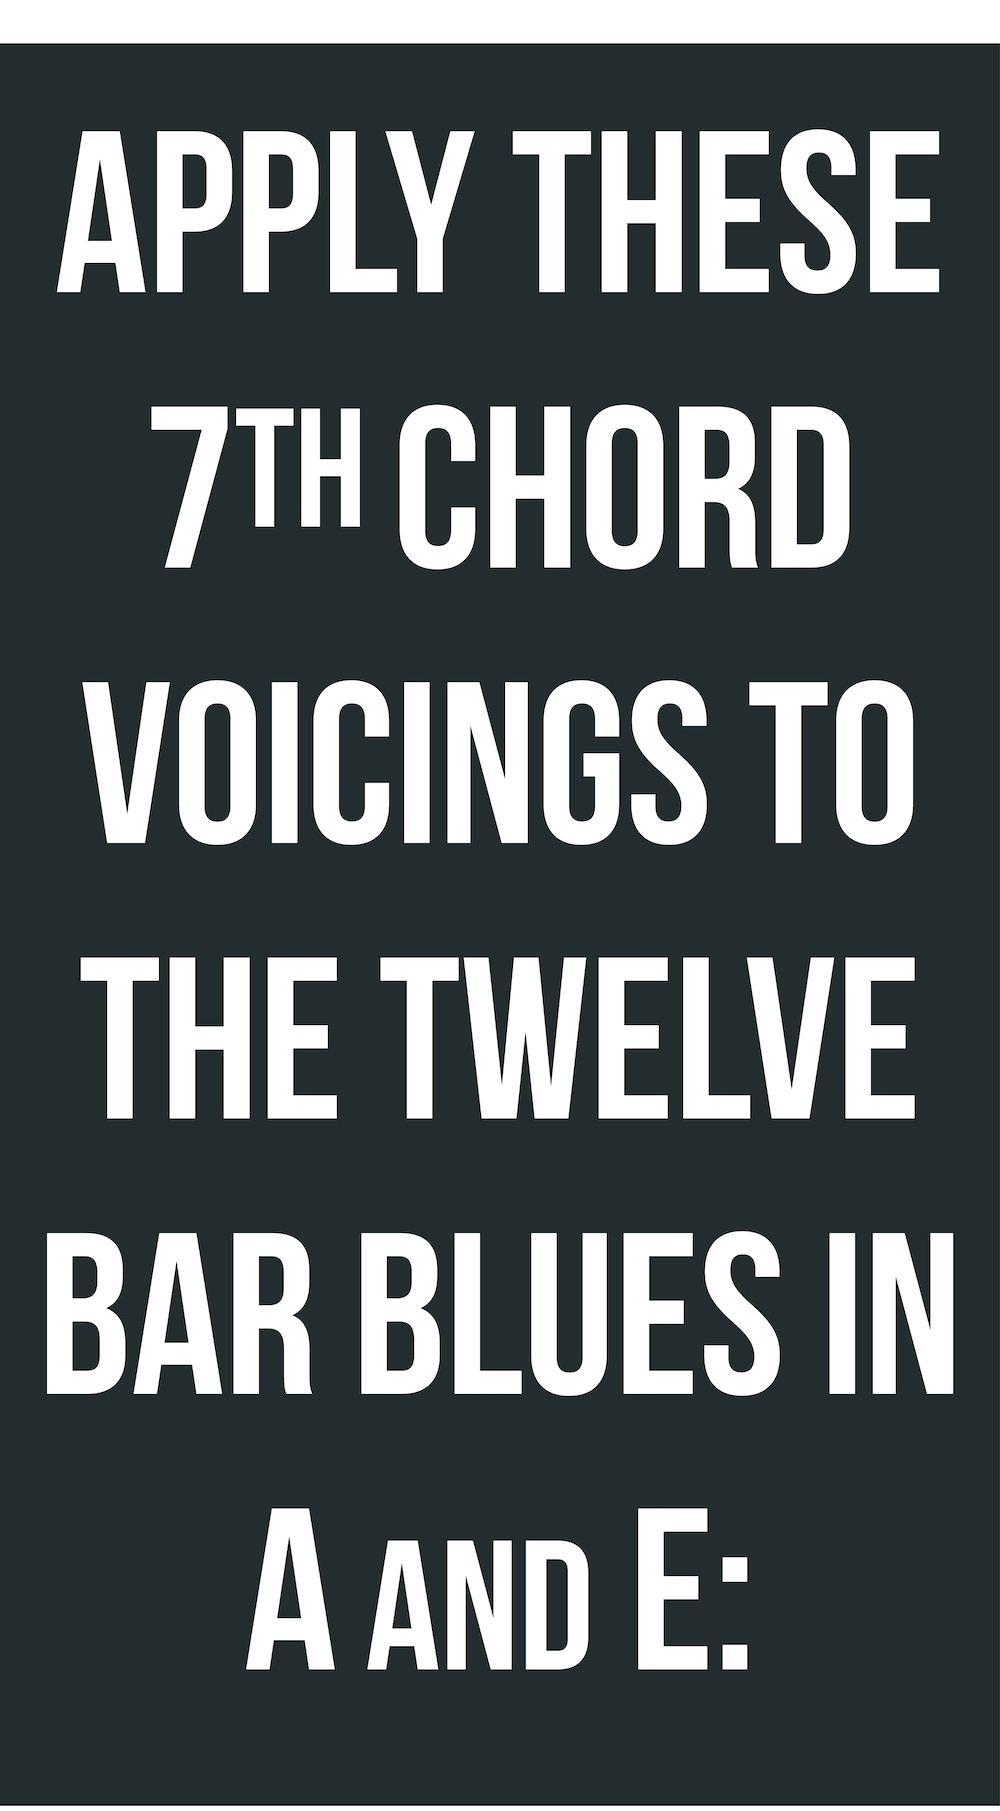 APPLY THESE
7TH CHORD
VOICINGS TO
THE TWELVE
BAR BLUES IN
A AND E: